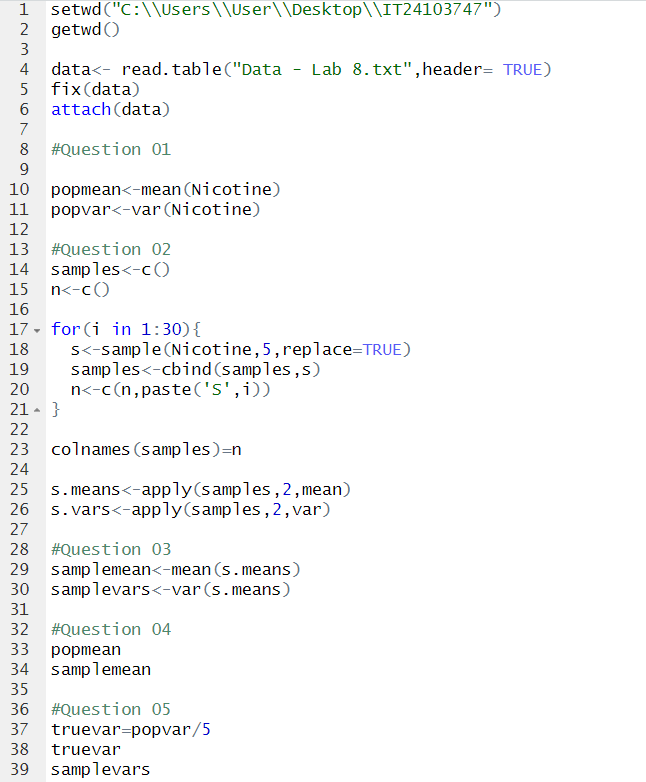 1 setwd("C:\\Users\\User\\Desktop\\IT24103747")
2 getwd()
3
4 data<- read.table("Data - Lab 8.txt",header= TRUE)
5 fix(data)
6 attach(data)
7
8 #Question 01
9
10 popmean<-mean(Nicotine)
11 popvar<-var(Nicotine)
12
13 #Question 02
14 samples<-c()
15 n<-c()
16
17 for(i in 1:30){
18   s<-sample(Nicotine,5,replace=TRUE)
19   samples<-cbind(samples,s)
20   n<-c(n,paste('S',i))
21 }
22
23 colnames(samples)=n
24
25 s.means<-apply(samples,2,mean)
26 s.vars<-apply(samples,2,var)
27
28 #Question 03
29 samplemean<-mean(s.means)
30 samplevars<-var(s.means)
31
32 #Question 04
33 popmean
34 samplemean
35
36 #Question 05
37 truevar=popvar/5
38 truevar
39 samplevars